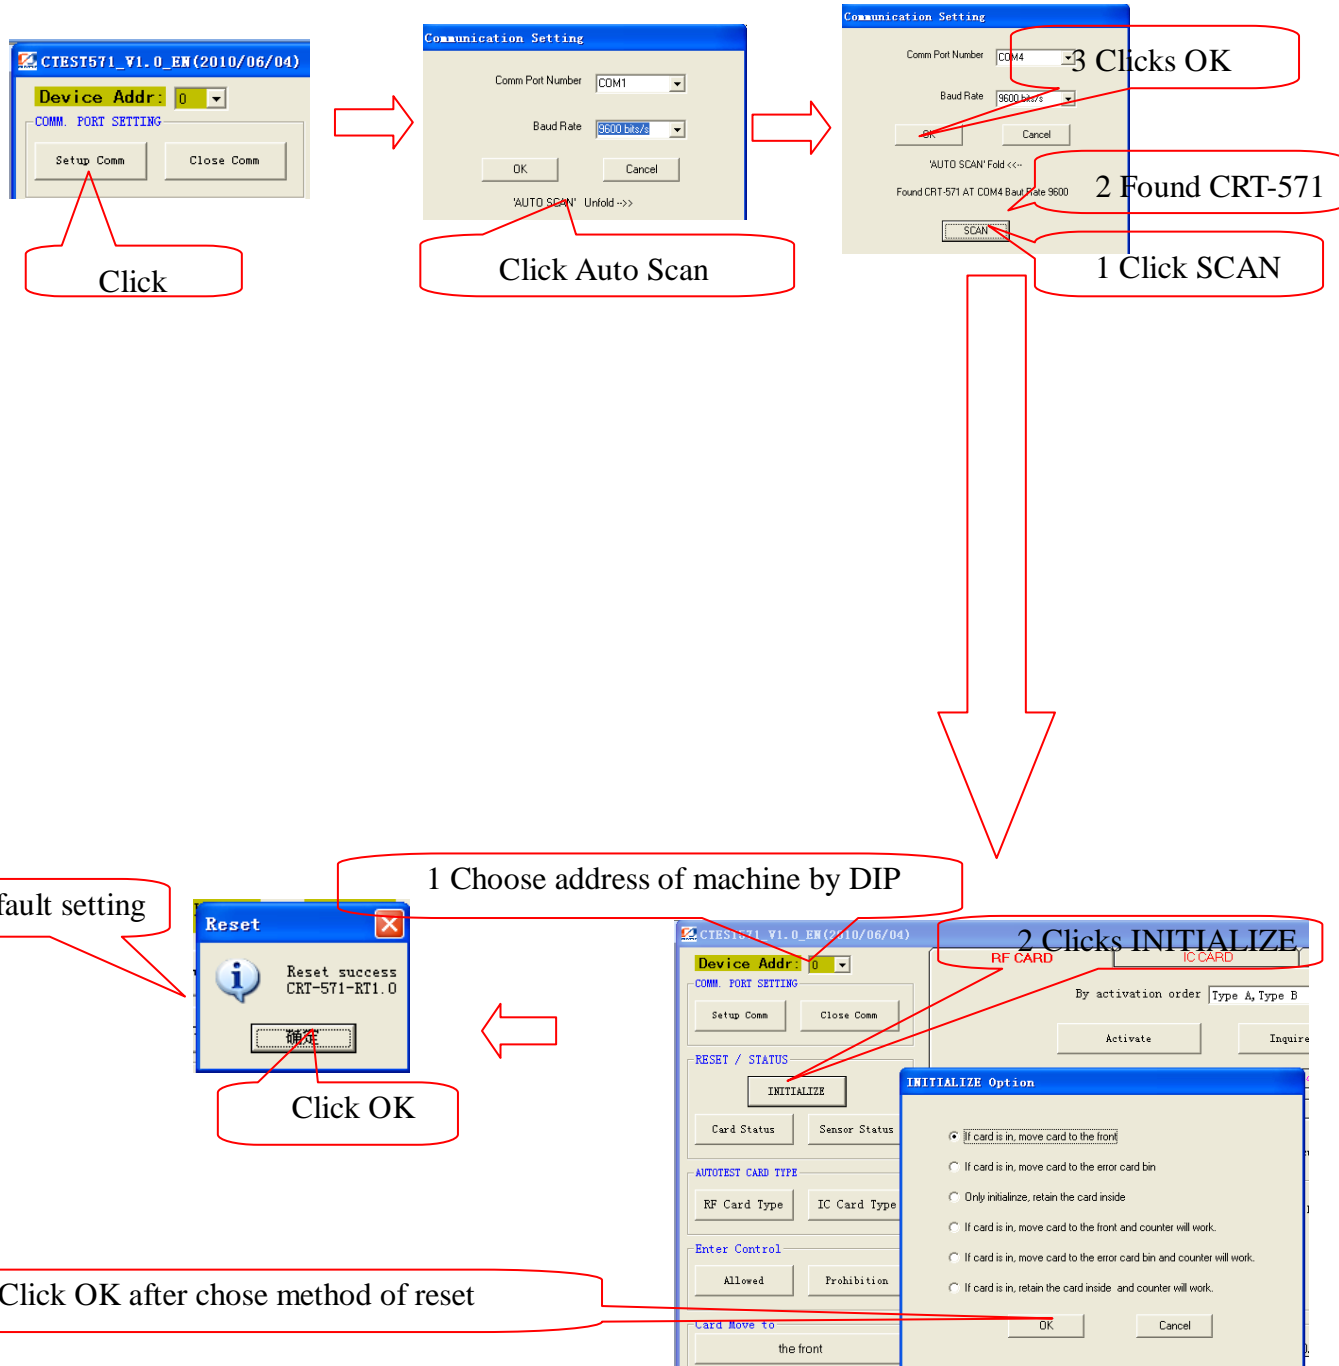 CTEST571_V1.0_EN(2010/06/04)
Device Addr: 0
COMM. PORT SETTING
Setup Comm
Close Comm
Click
Communication Setting
Comm Port Number COM1
Baud Rate 9600 bits/s
OK
Cancel
'AUTO SCAN' Unfold -->>
Click Auto Scan
Communication Setting
Comm Port Number COM4
3 Clicks OK
Baud Rate 9600 bits/s
OK
Cancel
'AUTO SCAN' Fold <<--
Found CRT-571 AT COM4 Baut Rate 9600
2 Found CRT-571
SCAN
1 Click SCAN
1 Choose address of machine by DIP
fault setting
Reset
Reset success
CRT-571-RT1.0
确定
Click OK
CTEST571_V1.0_EN(2010/06/04)
2 Clicks INITIALIZE
Device Addr: 0
RF CARD
IC CARD
COMM. PORT SETTING
By activation order Type A,Type B
Setup Comm
Close Comm
Activate
Inquire
RESET / STATUS
INITIALIZE
Card Status
Sensor Status
AUTOTEST CARD TYPE
RF Card Type
IC Card Type
Enter Control
Allowed
Prohibition
Card Move to
the front
INITIALIZE Option
If card is in, move card to the front
If card is in, move card to the error card bin
Only initialinze, retain the card inside
If card is in, move card to the front and counter will work.
If card is in, move card to the error card bin and counter will work.
If card is in, retain the card inside and counter will work.
OK
Cancel
Click OK after chose method of reset